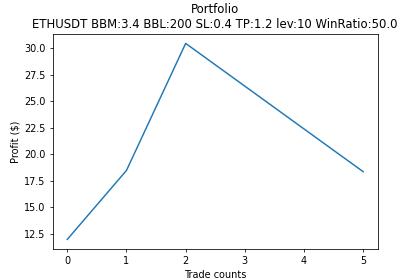 Portfolio
ETHUSDT BBM:3.4 BBL:200 SL:0.4 TP:1.2 lev:10 WinRatio:50.0
30.0
27.5
25.0
22.5
20.0
17.5
15.0
12.5
Profit ($)
0 1 2 3 4 5
Trade counts